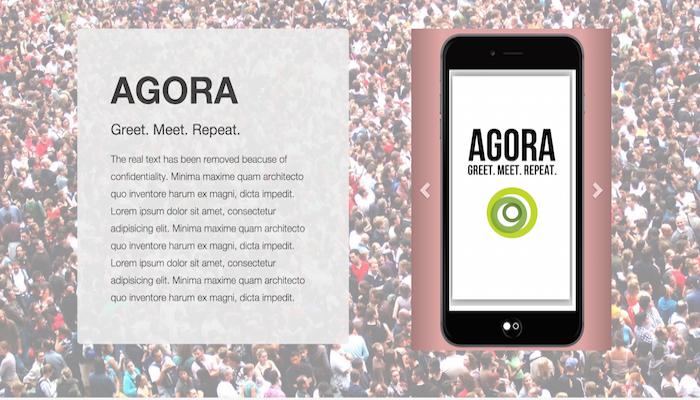 AGORA
Greet. Meet. Repeat.
The real text has been removed beacuse of
confidentiality. Minima maxime quam architecto
quo inventore harum ex magni, dicta impedit.
Lorem ipsum dolor sit amet, consectetur
adipisicing elit. Minima maxime quam architecto
quo inventore harum ex magni, dicta impedit.
Lorem ipsum dolor sit amet, consectetur
adipisicing elit. Minima maxime quam architecto
quo inventore harum ex magni, dicta impedit.
AGORA
GREET. MEET. REPEAT.